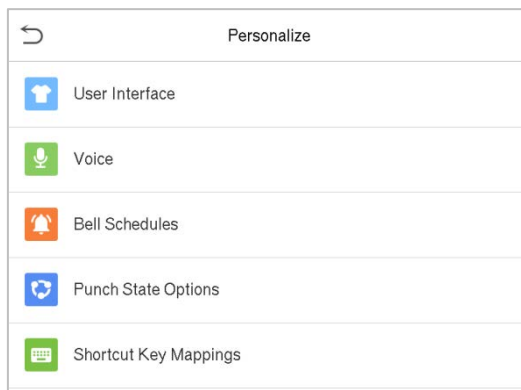 Personalize
User Interface
Voice
Bell Schedules
Punch State Options
Shortcut Key Mappings